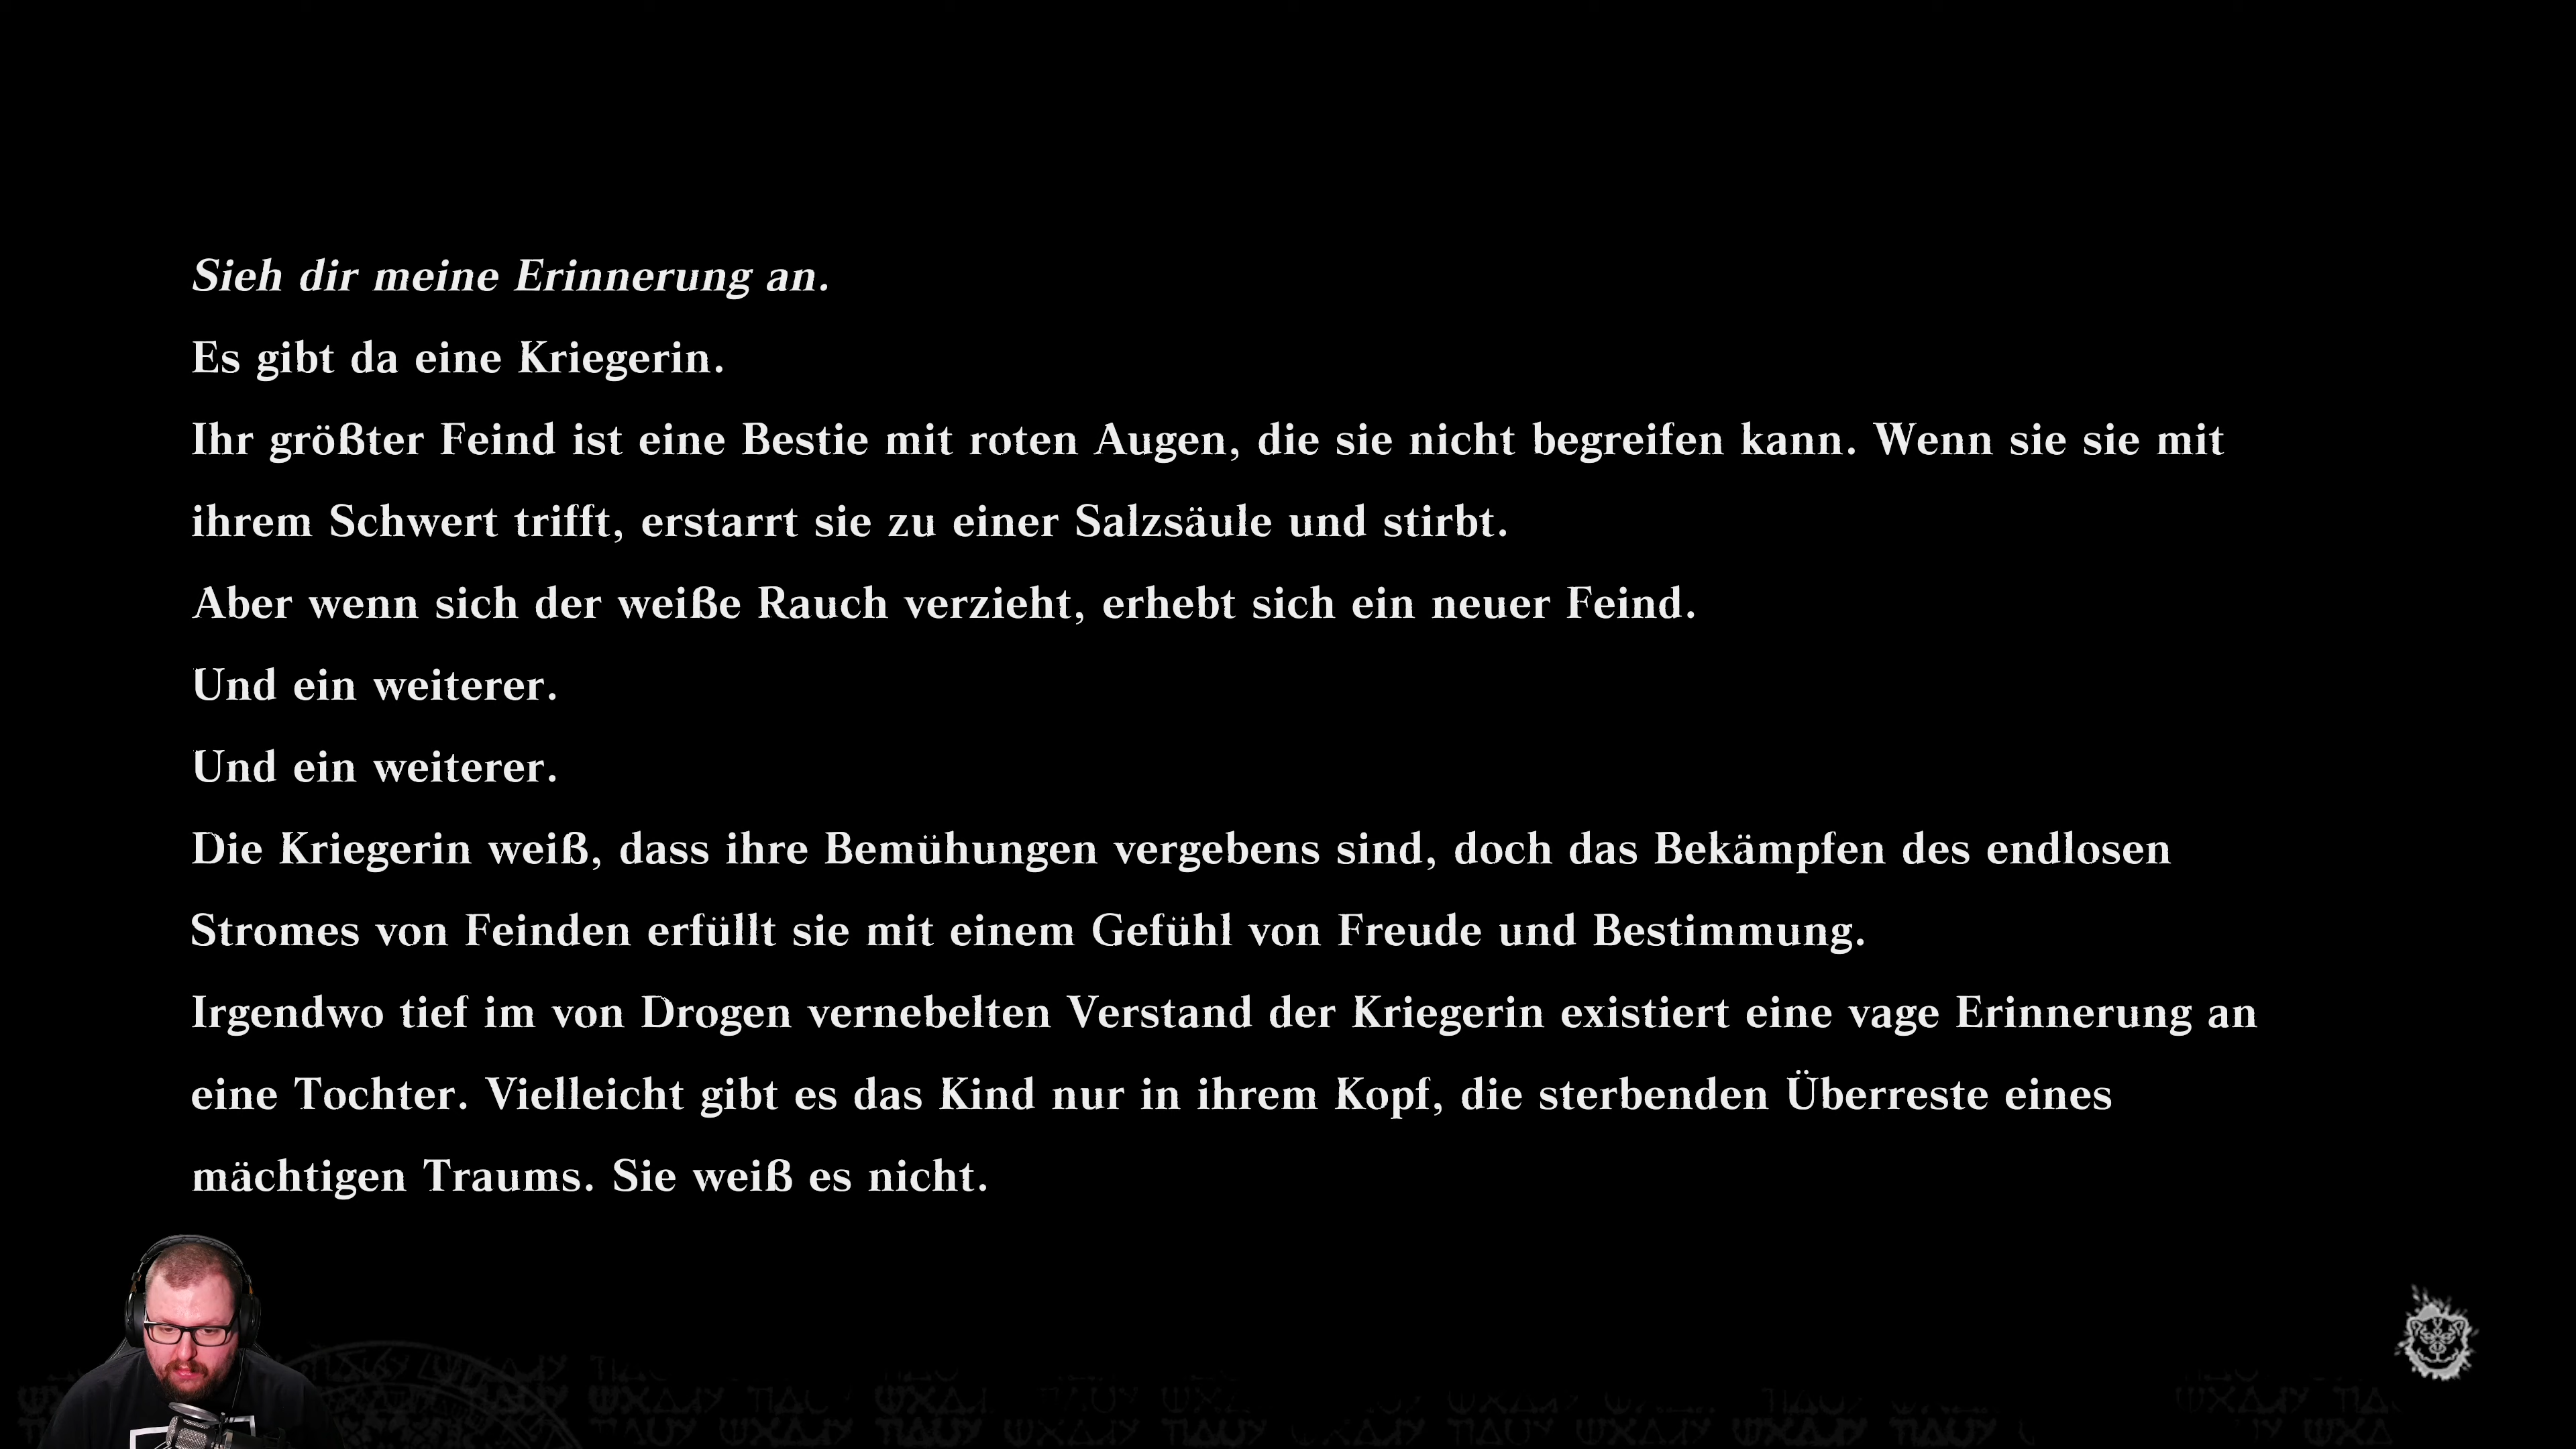 Sieh dir meine Erinnerung an.
Es gibt da eine Kriegerin.
Ihr größter Feind ist eine Bestie mit roten Augen, die sie nicht begreifen kann. Wenn sie sie mit
ihrem Schwert trifft, erstarrt sie zu einer Salzsäule und stirbt.
Aber wenn sich der weiße Rauch verzieht, erhebt sich ein neuer Feind.
Und ein weiterer.
Und ein weiterer.
Die Kriegerin weiß, dass ihre Bemühungen vergebens sind, doch das Bekämpfen des endlosen
Stromes von Feinden erfüllt sie mit einem Gefühl von Freude und Bestimmung.
Irgendwo tief im von Drogen vernebelten Verstand der Kriegerin existiert eine vage Erinnerung an
eine Tochter. Vielleicht gibt es das Kind nur in ihrem Kopf, die sterbenden Überreste eines
mächtigen Traums. Sie weiß es nicht.